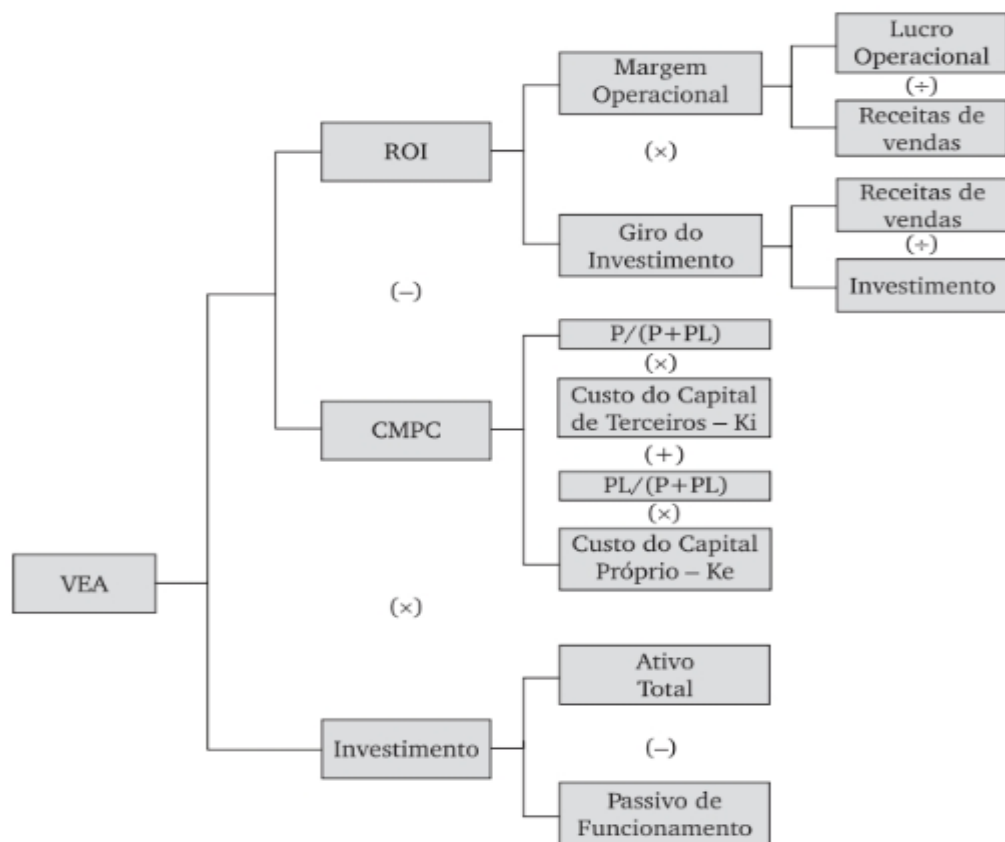 Lucro
Operacional
(÷)
Receitas de
vendas
Margem
Operacional
(×)
ROI
Receitas de
vendas
(÷)
Investimento
Giro do
Investimento
(–)
P/(P+PL)
(×)
Custo do Capital
de Terceiros – Ki
(+)
PL/(P+PL)
(×)
Custo do Capital
Próprio – Ke
CMPC
VEA
(×)
Ativo
Total
(–)
Passivo de
Funcionamento
Investimento